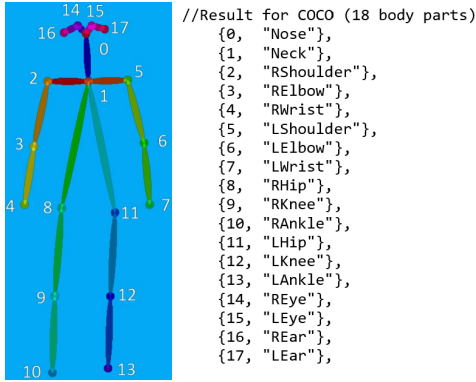 14 15
16 17
0
2 5
1
3 6
4 7
8 11
9 12
10 13
//Result for COCO (18 body parts)
{0, "Nose"},
{1, "Neck"},
{2, "RShoulder"},
{3, "RElbow"},
{4, "RWrist"},
{5, "LShoulder"},
{6, "LElbow"},
{7, "LWrist"},
{8, "RHip"},
{9, "RKnee"},
{10, "RAnkle"},
{11, "LHip"},
{12, "LKnee"},
{13, "LAnkle"},
{14, "REye"},
{15, "LEye"},
{16, "REar"},
{17, "LEar"},